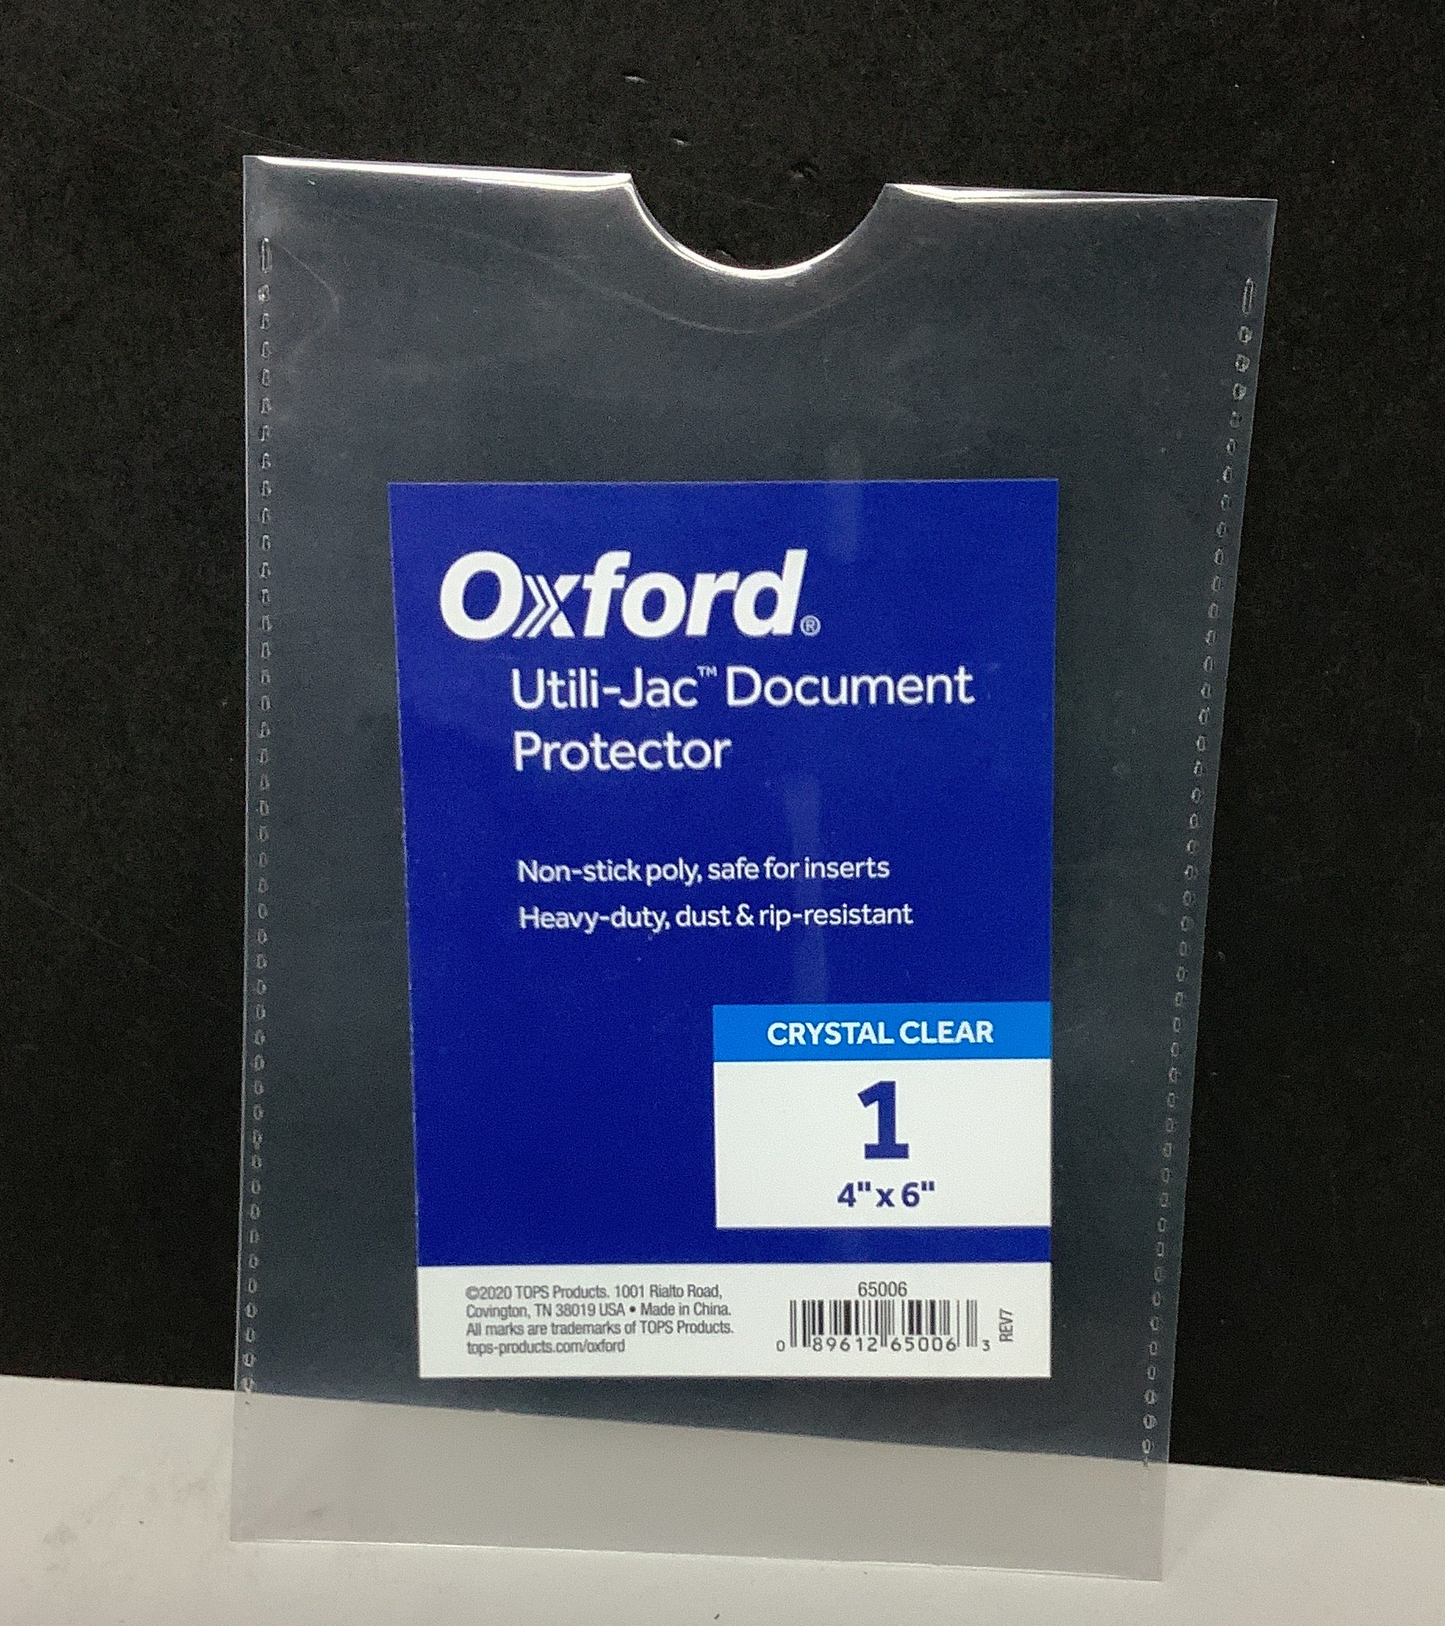 Oxford®
Utili-Jac™ Document
Protector
Non-stick poly, safe for inserts
Heavy-duty, dust & rip-resistant
CRYSTAL CLEAR
1
4" x 6"
©2020 TOPS Products. 1001 Rialto Road,
Covington, TN 38019 USA • Made in China.
All marks are trademarks of TOPS Products.
tops-products.com/oxford
65006
0 89612 65006 3
REV7